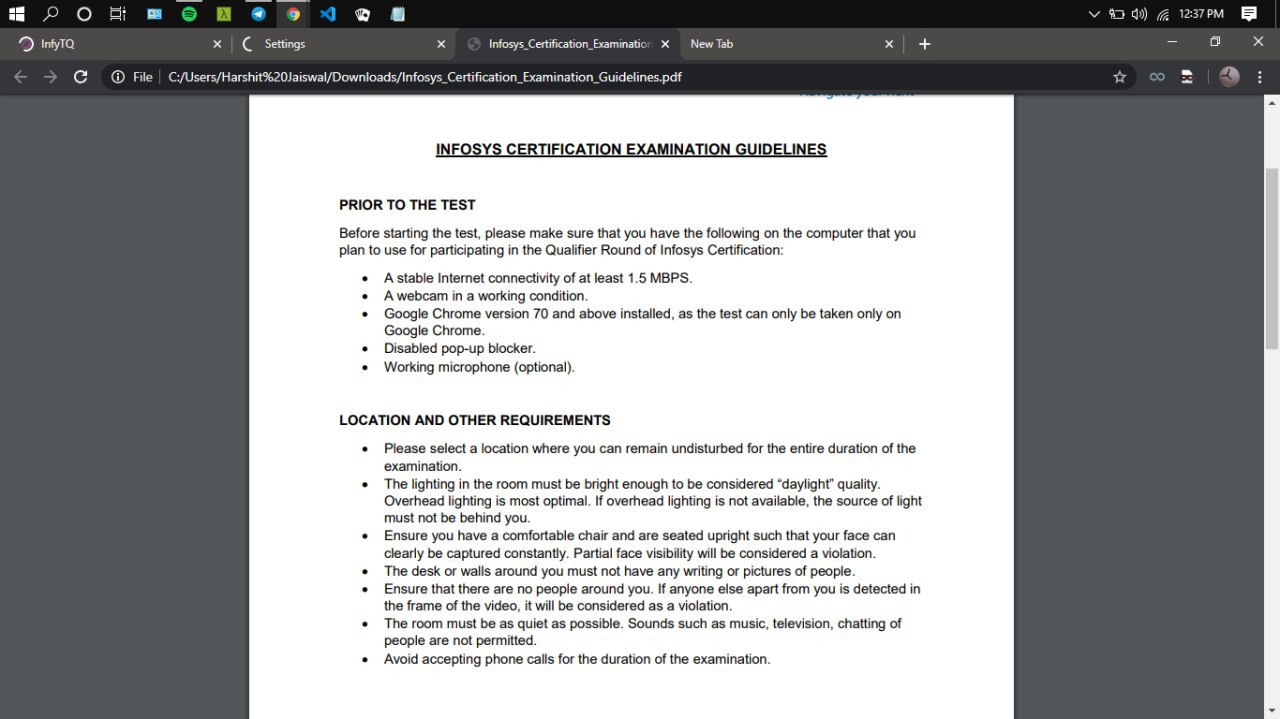 12:37 PM
InfyTQ
Settings
Infosys_Certification_Examination
New Tab
File C:/Users/Harshit%20Jaiswal/Downloads/Infosys_Certification_Examination_Guidelines.pdf
INFOSYS CERTIFICATION EXAMINATION GUIDELINES
PRIOR TO THE TEST
Before starting the test, please make sure that you have the following on the computer that you
plan to use for participating in the Qualifier Round of Infosys Certification:
• A stable Internet connectivity of at least 1.5 MBPS.
• A webcam in a working condition.
• Google Chrome version 70 and above installed, as the test can only be taken only on
Google Chrome.
• Disabled pop-up blocker.
• Working microphone (optional).
LOCATION AND OTHER REQUIREMENTS
• Please select a location where you can remain undisturbed for the entire duration of the
examination.
• The lighting in the room must be bright enough to be considered “daylight” quality.
Overhead lighting is most optimal. If overhead lighting is not available, the source of light
must not be behind you.
• Ensure you have a comfortable chair and are seated upright such that your face can
clearly be captured constantly. Partial face visibility will be considered a violation.
• The desk or walls around you must not have any writing or pictures of people.
• Ensure that there are no people around you. If anyone else apart from you is detected in
the frame of the video, it will be considered as a violation.
• The room must be as quiet as possible. Sounds such as music, television, chatting of
people are not permitted.
• Avoid accepting phone calls for the duration of the examination.